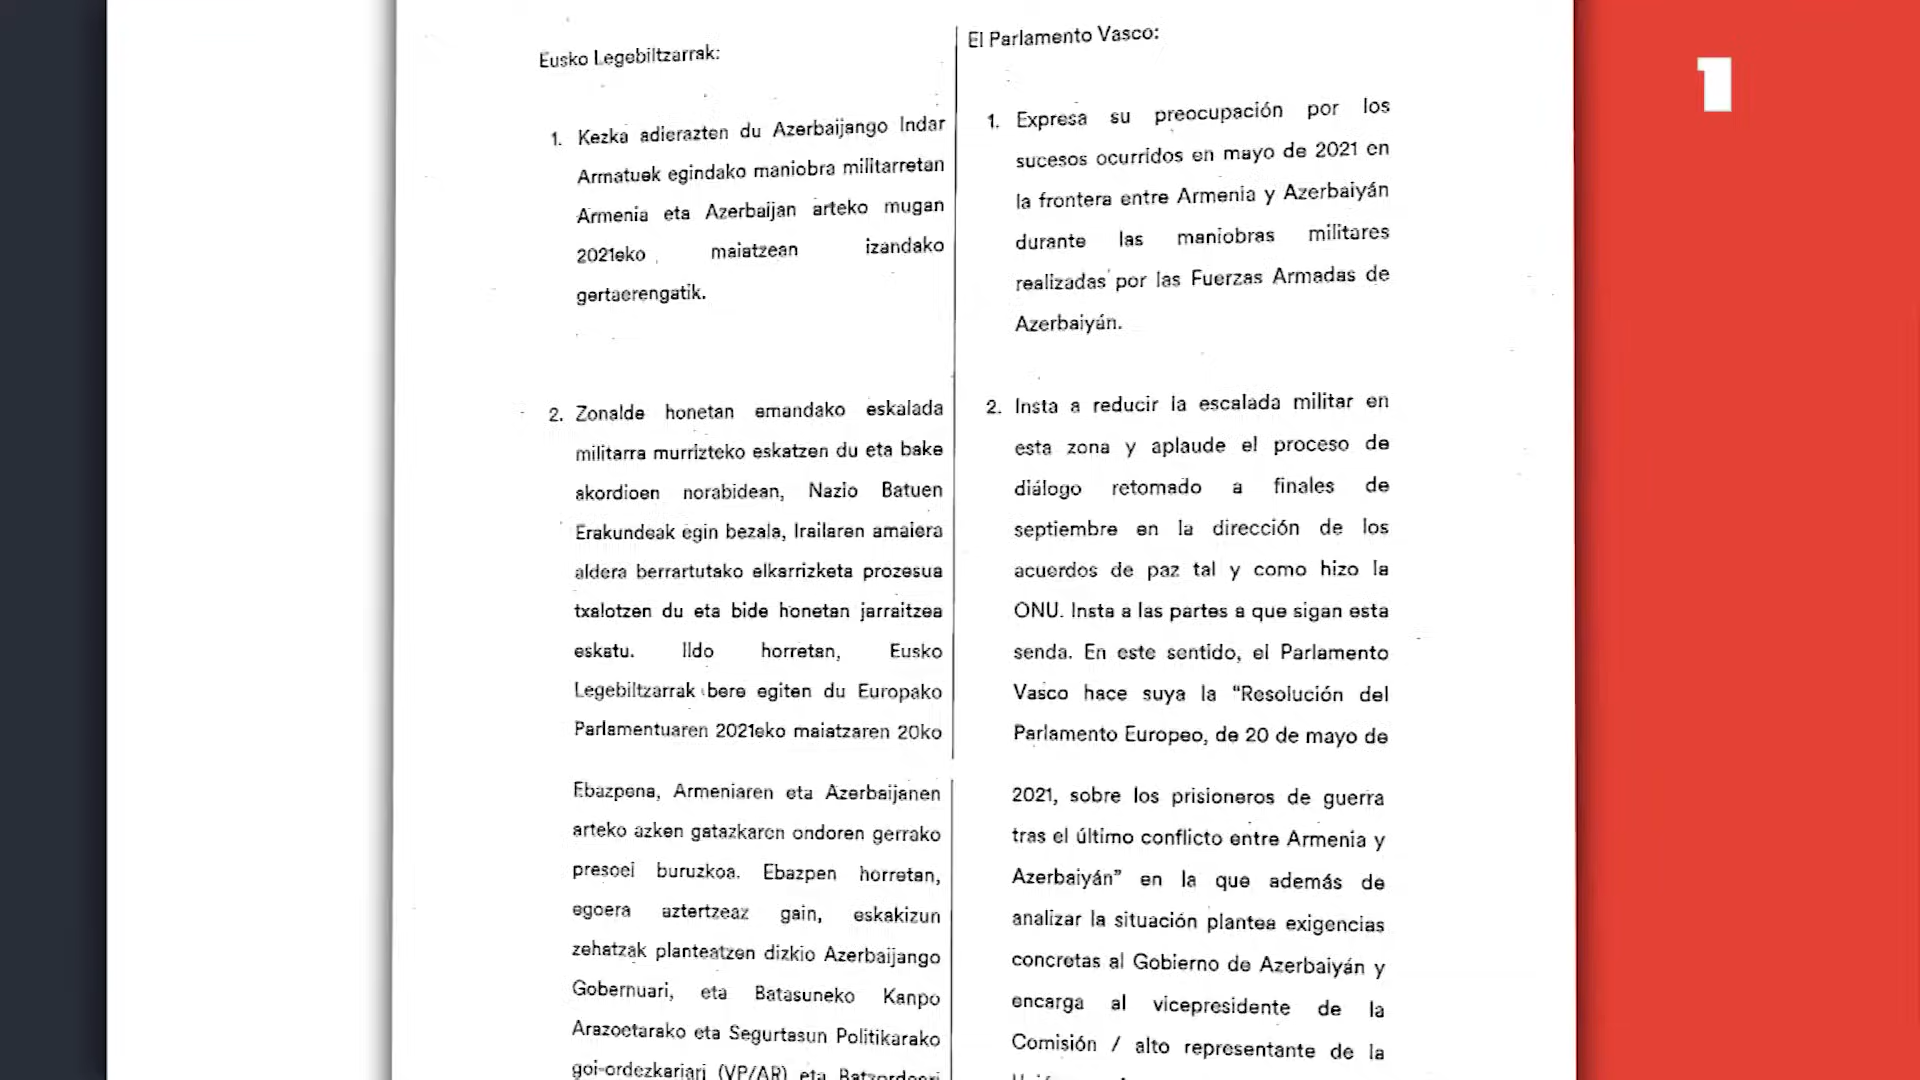 Eusko Legebiltzarrak:
1. Kezka adierazten du Azerbaijango Indar
Armatuek egindako maniobra militarretan
Armenia eta Azerbaijan arteko mugan
2021eko maiatzean izandako
gertaerengatik.
2. Zonalde honetan emandako eskalada
militarra murrizteko eskatzen du eta bake
akordioen norabidean, Nazio Batuen
Erakundeak egin bezala, Irailaren amaiera
aldera berrartutako elkarrizketa prozesua
txalotzen du eta bide honetan jarraitzea
eskatu. Ildo horretan, Eusko
Legebiltzarrak bere egiten du Europako
Parlamentuaren 2021eko maiatzaren 20ko
Ebazpena, Armeniaren eta Azerbaijanen
arteko azken gatazkaren ondoren gerrako
presoei buruzkoa. Ebazpen horretan,
egoera aztertzeaz gain, eskakizun
zehatzak planteatzen dizkio Azerbaijango
Gobernuari, eta Batasuneko Kanpo
Arazoetarako eta Segurtasun Politikarako
goi-ordezkariari (VP/AR) eta
El Parlamento Vasco:
1. Expresa su preocupación por los
sucesos ocurridos en mayo de 2021 en
la frontera entre Armenia y Azerbaiyán
durante las maniobras militares
realizadas por las Fuerzas Armadas de
Azerbaiyán.
2. Insta a reducir la escalada militar en
esta zona y aplaude el proceso de
diálogo retomado a finales de
septiembre en la dirección de los
acuerdos de paz tal y como hizo la
ONU. Insta a las partes a que sigan esta
senda. En este sentido, el Parlamento
Vasco hace suya la “Resolución del
Parlamento Europeo, de 20 de mayo de
2021, sobre los prisioneros de guerra
tras el último conflicto entre Armenia y
Azerbaiyán” en la que además de
analizar la situación plantea exigencias
concretas al Gobierno de Azerbaiyán y
encarga al vicepresidente de la
Comisión / alto representante de la
1